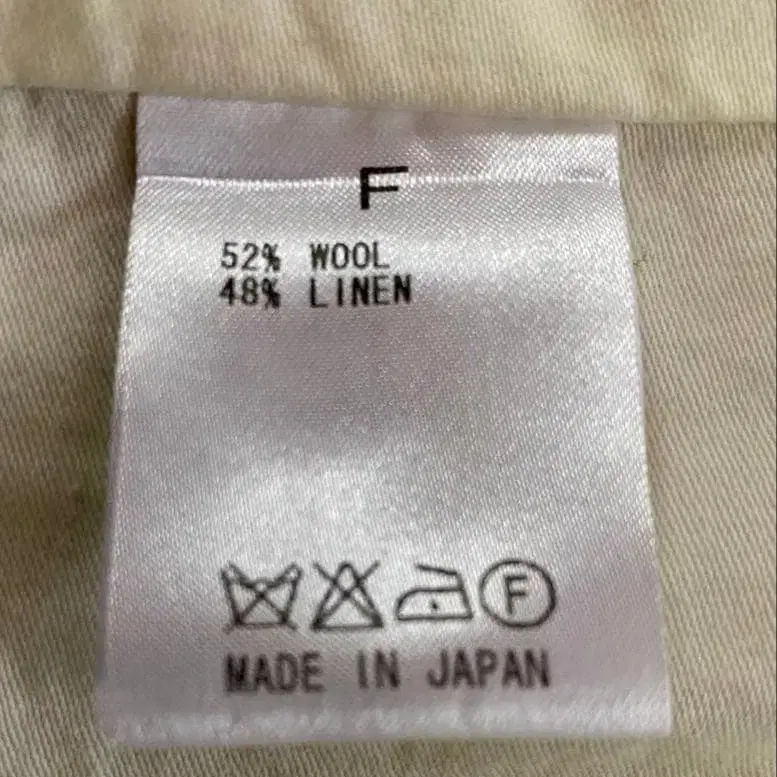 F
52% WOOL
48% LINEN
F
MADE IN JAPAN